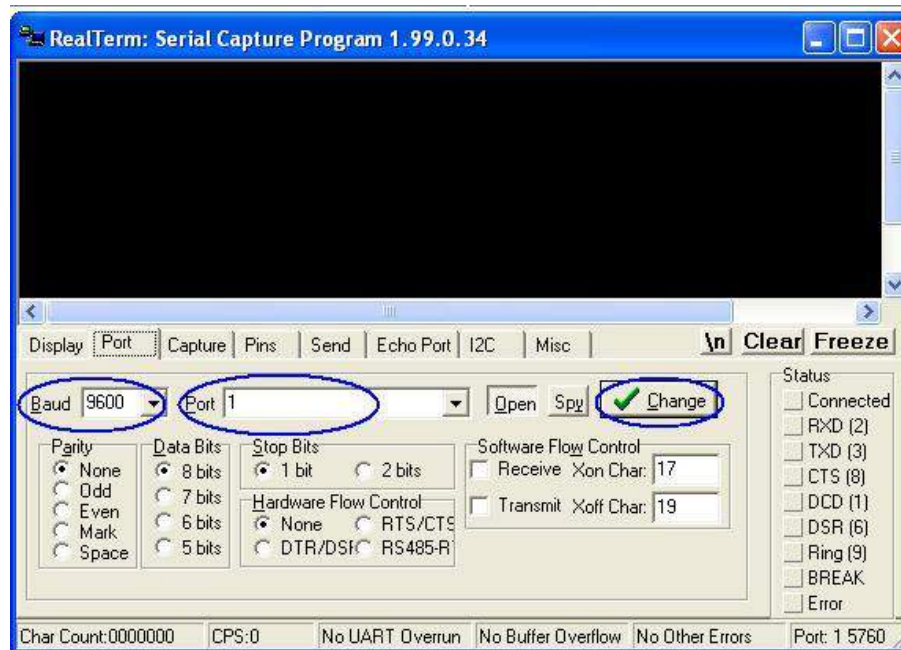 RealTerm: Serial Capture Program 1.99.0.34
Display Port Capture Pins Send Echo Port I2C Misc \n Clear Freeze
Baud 9600 Port 1 Open Spy Change
Parity
None
Odd
Even
Mark
Space
Data Bits
8 bits
7 bits
6 bits
5 bits
Stop Bits
1 bit 2 bits
Hardware Flow Control
None RTS/CTS
DTR/DSR RS485-R
Software Flow Control
Receive Xon Char: 17
Transmit Xoff Char: 19
Status
Connected
RXD (2)
TXD (3)
CTS (8)
DCD (1)
DSR (6)
Ring (9)
BREAK
Error
Char Count:0000000 CPS:0 No UART Overrun No Buffer Overflow No Other Errors Port: 1 5760